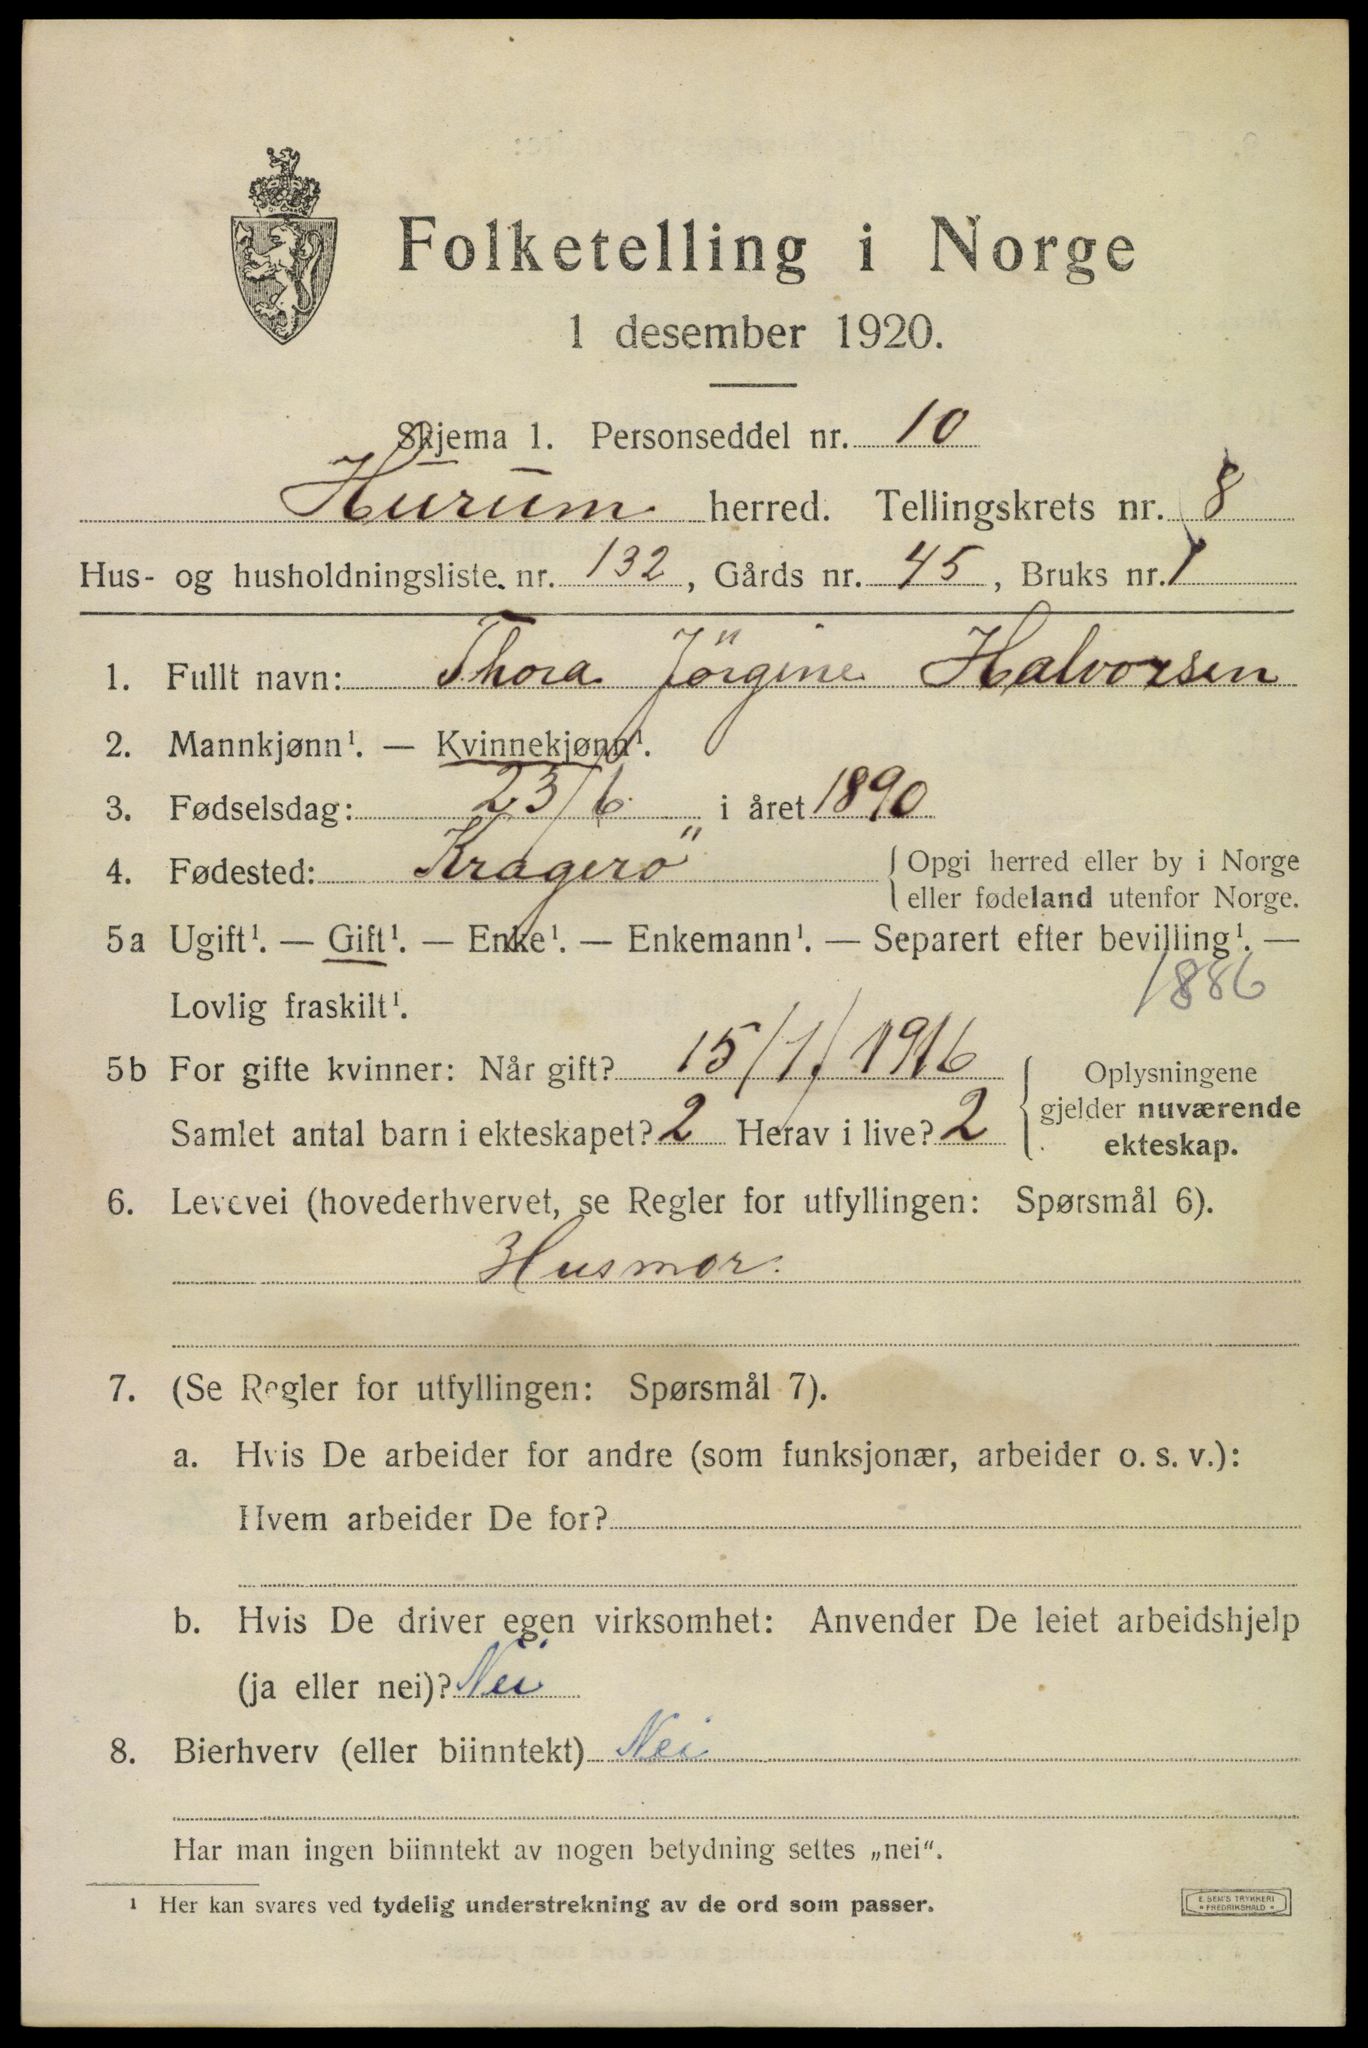 Folketelling i Norge
1 desember 1920.
Skjema 1. Personseddel nr. 10
Hurum herred. Tellingskrets nr. 8
Hus- og husholdningsliste nr. 132, Gårds nr. 45, Bruks nr. 1
1. Fullt navn: Thora Jörgine Halvorsen
2. Mannkjønn¹. — Kvinnekjønn¹.
3. Fødselsdag: 23/6 i året 1890
4. Fødested: Kragerö {Opgi herred eller by i Norge
eller fødeland utenfor Norge.
5a Ugift¹. — Gift¹. — Enke¹. — Enkemann¹. — Separert efter bevilling¹. —
Lovlig fraskilt¹. 1886
5b For gifte kvinner: Når gift? 15/1. 1916 {Oplysningene
gjelder nuværende
Samlet antal barn i ekteskapet? 2 Herav i live? 2 ekteskap.
6. Levevei (hovederhvervet, se Regler for utfyllingen: Spørsmål 6).
Husmor.
7. (Se Regler for utfyllingen: Spørsmål 7).
a. Hvis De arbeider for andre (som funksjonær, arbeider o. s. v.):
Hvem arbeider De for?
b. Hvis De driver egen virksomhet: Anvender De leiet arbeidshjelp
(ja eller nei)? Nei
8. Bierhverv (eller biinntekt) Nei
Har man ingen biinntekt av nogen betydning settes „nei“.
¹ Her kan svares ved tydelig understrekning av de ord som passer.
E. SEM'S TRYKKERI
* FREDRIKSHALD *